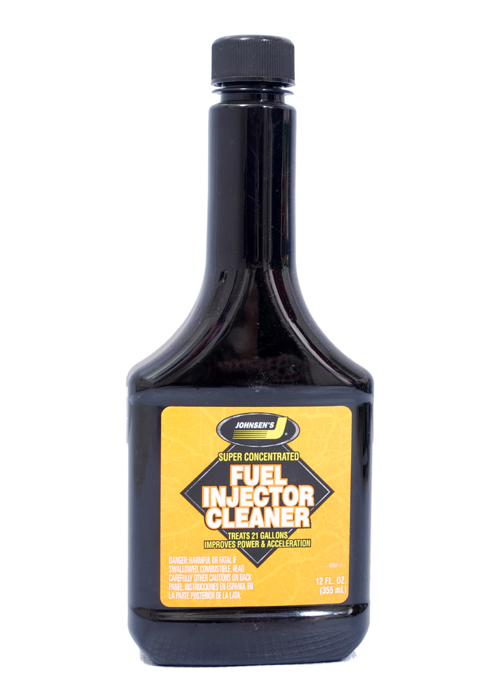 JOHNSEN'S
SUPER CONCENTRATED
FUEL
INJECTOR
CLEANER
TREATS 21 GALLONS
IMPROVES POWER & ACCELERATION
DANGER: HARMFUL OR FATAL IF
SWALLOWED. COMBUSTIBLE. READ
CAREFULLY OTHER CAUTIONS ON BACK
PANEL. INSTRUCCIONES EN ESPAÑOL EN
LA PARTE POSTERIOR DE LA LATA.
12 FL. OZ.
(355 mL)